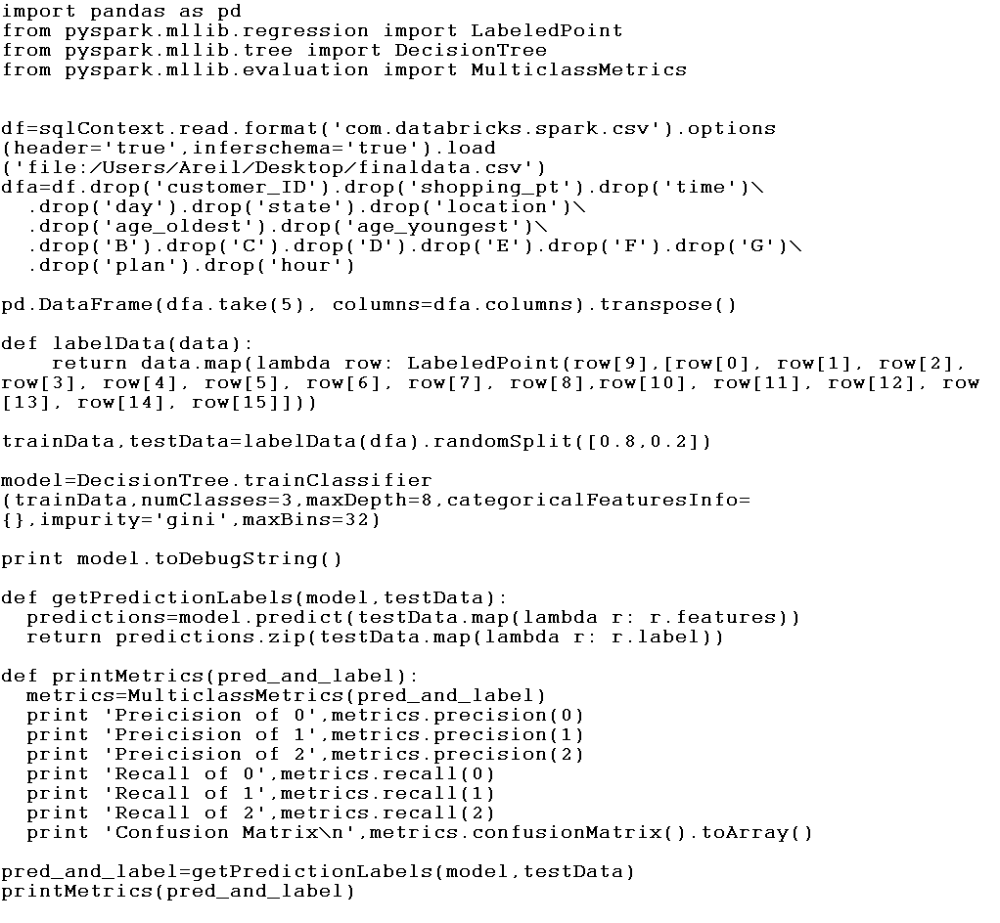 import pandas as pd
from pyspark.mllib.regression import LabeledPoint
from pyspark.mllib.tree import DecisionTree
from pyspark.mllib.evaluation import MulticlassMetrics
df=sqlContext.read.format('com.databricks.spark.csv').options
(header='true',inferschema='true').load
('file:/Users/Areil/Desktop/finaldata.csv')
dfa=df.drop('customer_ID').drop('shopping_pt').drop('time')\
  .drop('day').drop('state').drop('location')\
  .drop('age_oldest').drop('age_youngest')\
  .drop('B').drop('C').drop('D').drop('E').drop('F').drop('G')\
  .drop('plan').drop('hour')
pd.DataFrame(dfa.take(5), columns=dfa.columns).transpose()
def labelData(data):
    return data.map(lambda row: LabeledPoint(row[9],[row[0], row[1], row[2],
row[3], row[4], row[5], row[6], row[7], row[8],row[10], row[11], row[12], row
[13], row[14], row[15]]))
trainData,testData=labelData(dfa).randomSplit([0.8,0.2])
model=DecisionTree.trainClassifier
(trainData,numClasses=3,maxDepth=8,categoricalFeaturesInfo=
{},impurity='gini',maxBins=32)
print model.toDebugString()
def getPredictionLabels(model,testData):
  predictions=model.predict(testData.map(lambda r: r.features))
  return predictions.zip(testData.map(lambda r: r.label))
def printMetrics(pred_and_label):
  metrics=MulticlassMetrics(pred_and_label)
  print 'Preicision of 0',metrics.precision(0)
  print 'Preicision of 1',metrics.precision(1)
  print 'Preicision of 2',metrics.precision(2)
  print 'Recall of 0',metrics.recall(0)
  print 'Recall of 1',metrics.recall(1)
  print 'Recall of 2',metrics.recall(2)
  print 'Confusion Matrix\n',metrics.confusionMatrix().toArray()
pred_and_label=getPredictionLabels(model,testData)
printMetrics(pred_and_label)